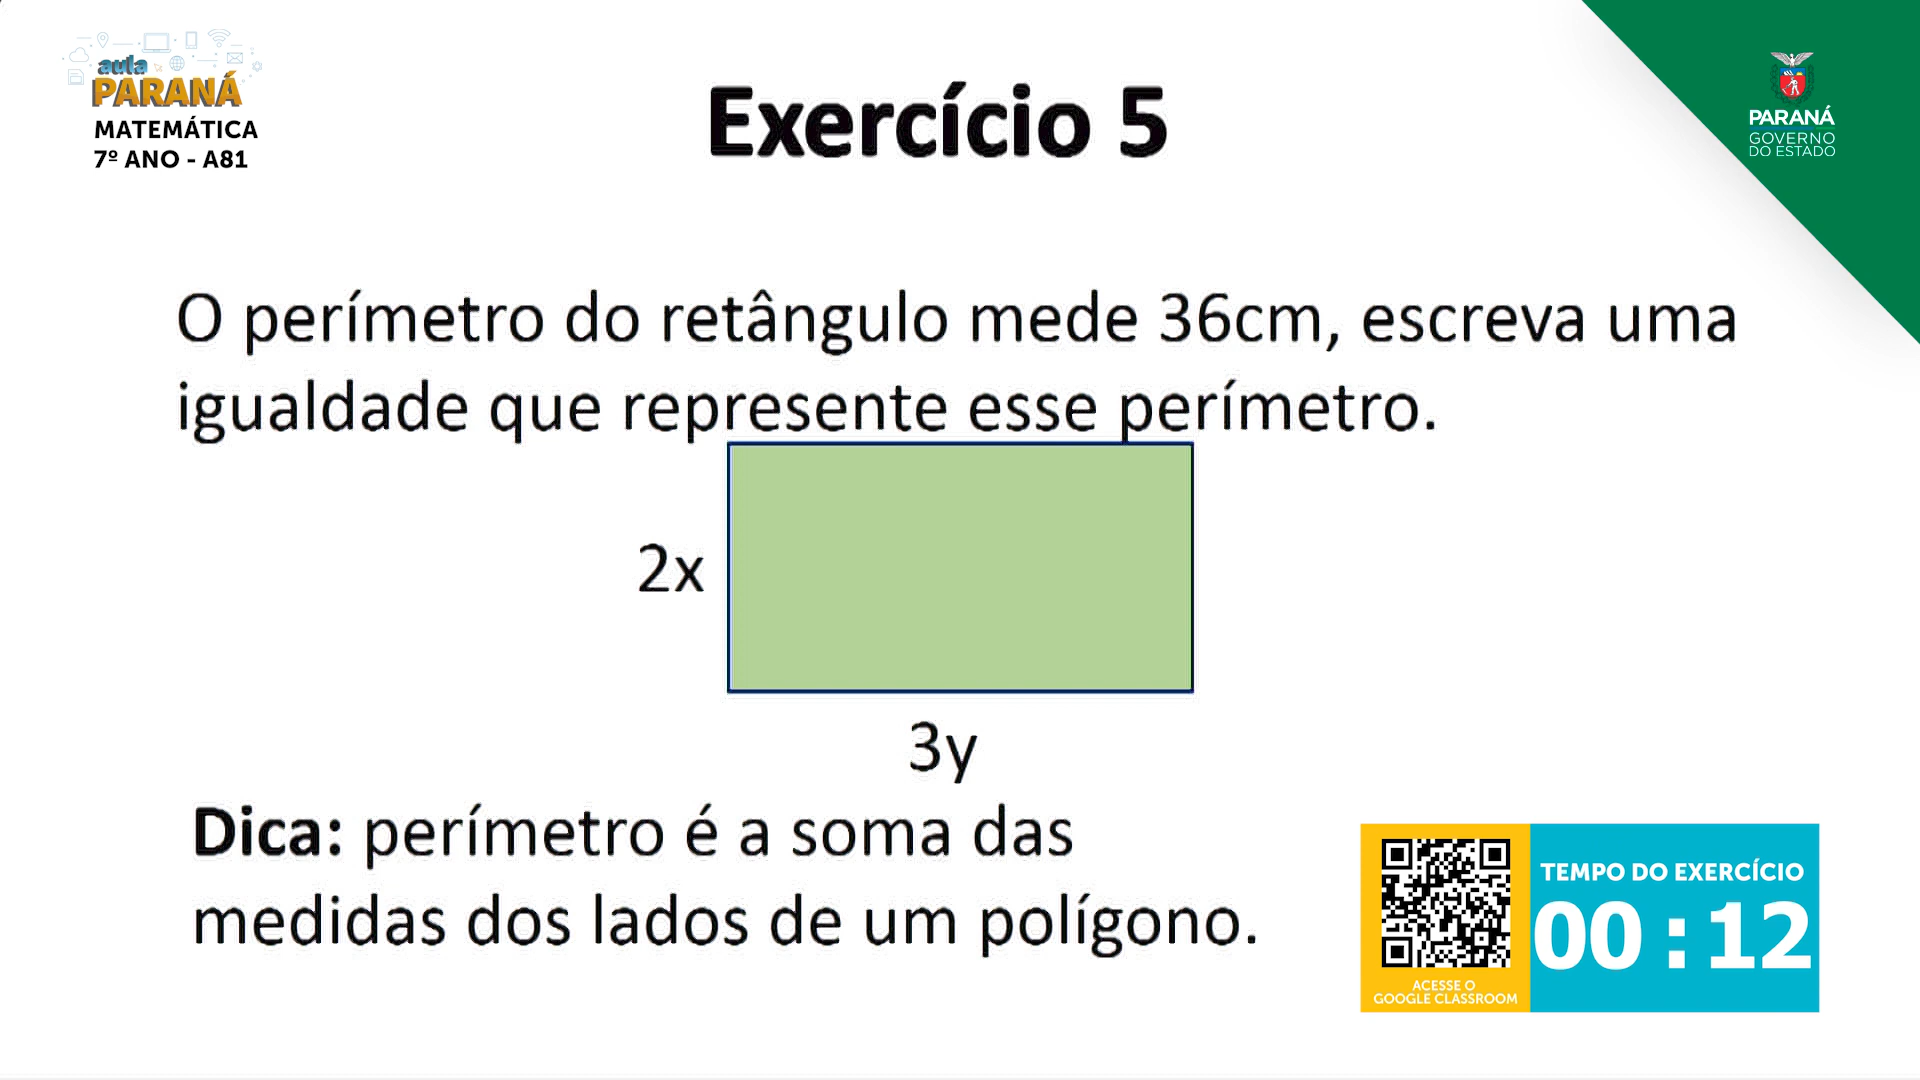 aula
PARANÁ
MATEMÁTICA
7º ANO - A81
Exercício 5
PARANÁ
GOVERNO
DO ESTADO
O perímetro do retângulo mede 36cm, escreva uma
igualdade que represente esse perímetro.
2x
3y
Dica: perímetro é a soma das
medidas dos lados de um polígono.
ACESSE O
GOOGLE CLASSROOM
TEMPO DO EXERCÍCIO
00:12